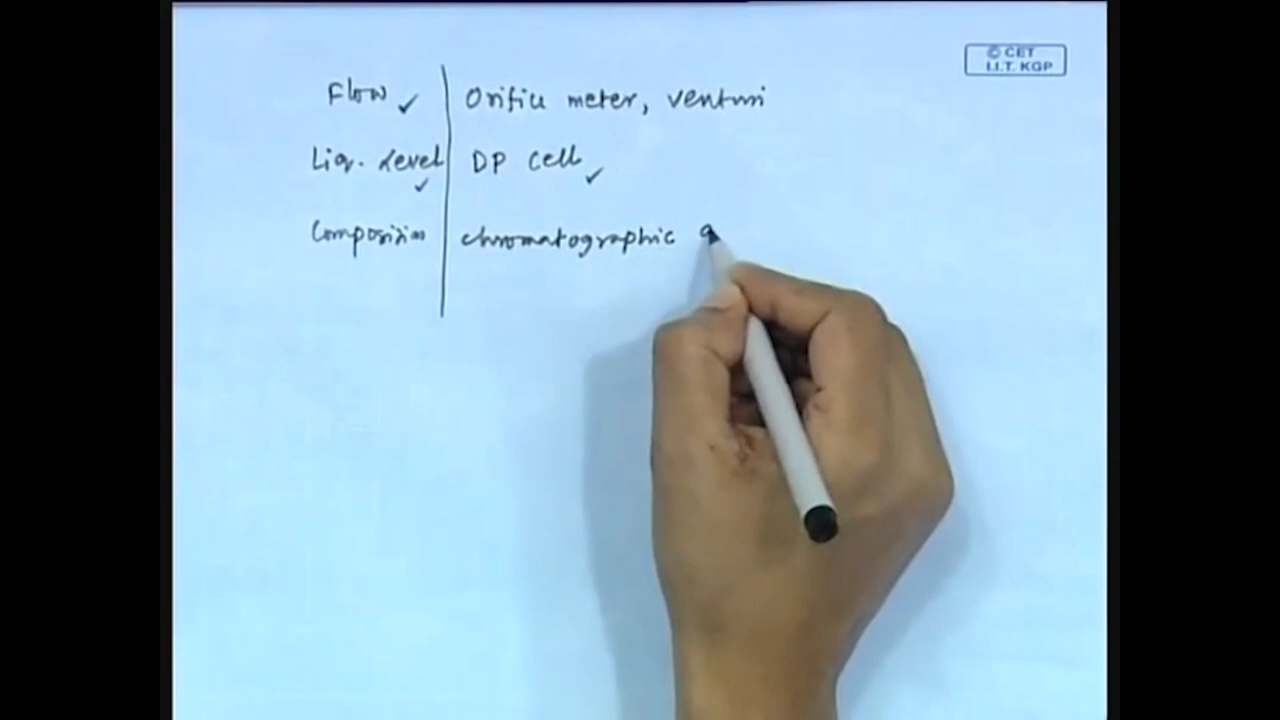 © CET
I.I.T. KGP
Flow ✓ | Orifice meter, venturi
Liq. Level ✓ | DP cell ✓
Composition | chromatographic